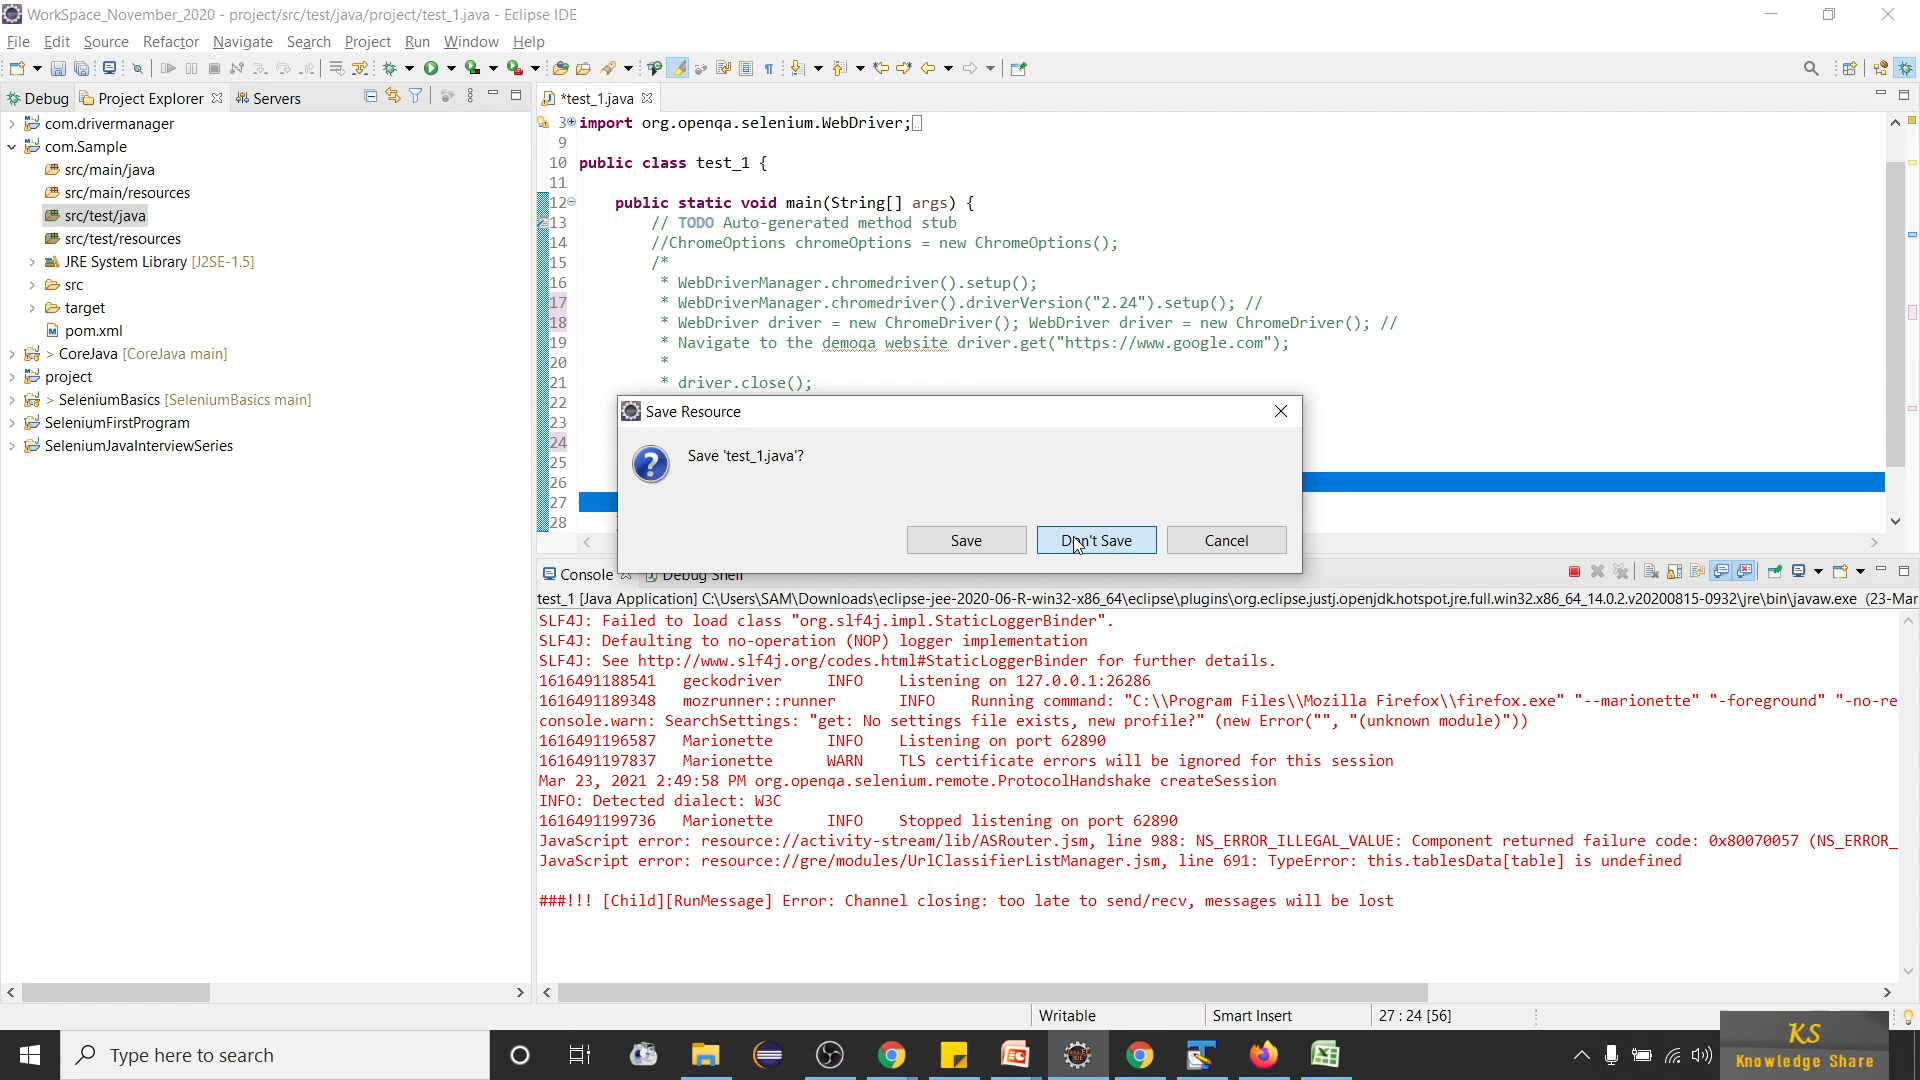 WorkSpace_November_2020 - project/src/test/java/project/test_1.java - Eclipse IDE
File Edit Source Refactor Navigate Search Project Run Window Help
Debug Project Explorer Servers
com.drivermanager
com.Sample
src/main/java
src/main/resources
src/test/java
src/test/resources
JRE System Library [J2SE-1.5]
src
target
pom.xml
> CoreJava [CoreJava main]
project
> SeleniumBasics [SeleniumBasics main]
SeleniumFirstProgram
SeleniumJavaInterviewSeries
*test_1.java
3 import org.openqa.selenium.WebDriver;
9
10 public class test_1 {
11
12 public static void main(String[] args) {
13 // TODO Auto-generated method stub
14 //ChromeOptions chromeOptions = new ChromeOptions();
15 /*
16 * WebDriverManager.chromedriver().setup();
17 * WebDriverManager.chromedriver().driverVersion("2.24").setup(); //
18 * WebDriver driver = new ChromeDriver(); WebDriver driver = new ChromeDriver(); //
19 * Navigate to the demoqa website driver.get("https://www.google.com");
20 *
21 * driver.close();
22
23
24
25
26
27
28
Save Resource
Save 'test_1.java'?
Save Don't Save Cancel
Console Debug Shell
test_1 [Java Application] C:\Users\SAM\Downloads\eclipse-jee-2020-06-R-win32-x86_64\eclipse\plugins\org.eclipse.justj.openjdk.hotspot.jre.full.win32.x86_64_14.0.2.v20200815-0932\jre\bin\javaw.exe (23-Mar
SLF4J: Failed to load class "org.slf4j.impl.StaticLoggerBinder".
SLF4J: Defaulting to no-operation (NOP) logger implementation
SLF4J: See http://www.slf4j.org/codes.html#StaticLoggerBinder for further details.
1616491188541 geckodriver INFO Listening on 127.0.0.1:26286
1616491189348 mozrunner::runner INFO Running command: "C:\\Program Files\\Mozilla Firefox\\firefox.exe" "--marionette" "-foreground" "-no-re
console.warn: SearchSettings: "get: No settings file exists, new profile?" (new Error("", "(unknown module)"))
1616491196587 Marionette INFO Listening on port 62890
1616491197837 Marionette WARN TLS certificate errors will be ignored for this session
Mar 23, 2021 2:49:58 PM org.openqa.selenium.remote.ProtocolHandshake createSession
INFO: Detected dialect: W3C
1616491199736 Marionette INFO Stopped listening on port 62890
JavaScript error: resource://activity-stream/lib/ASRouter.jsm, line 988: NS_ERROR_ILLEGAL_VALUE: Component returned failure code: 0x80070057 (NS_ERROR_
JavaScript error: resource://gre/modules/UrlClassifierListManager.jsm, line 691: TypeError: this.tablesData[table] is undefined
###!!! [Child][RunMessage] Error: Channel closing: too late to send/recv, messages will be lost
Writable Smart Insert 27 : 24 [56]
Type here to search
KS
Knowledge Share